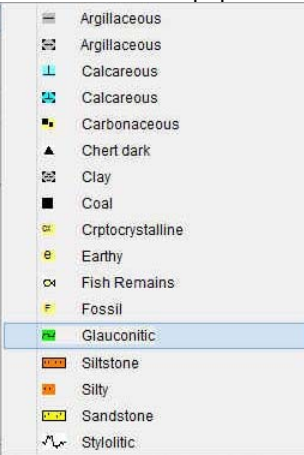 Argillaceous
Argillaceous
Calcareous
Calcareous
Carbonaceous
Chert dark
Clay
Coal
Crptocrystalline
Earthy
Fish Remains
Fossil
Glauconitic
Siltstone
Silty
Sandstone
Stylolitic